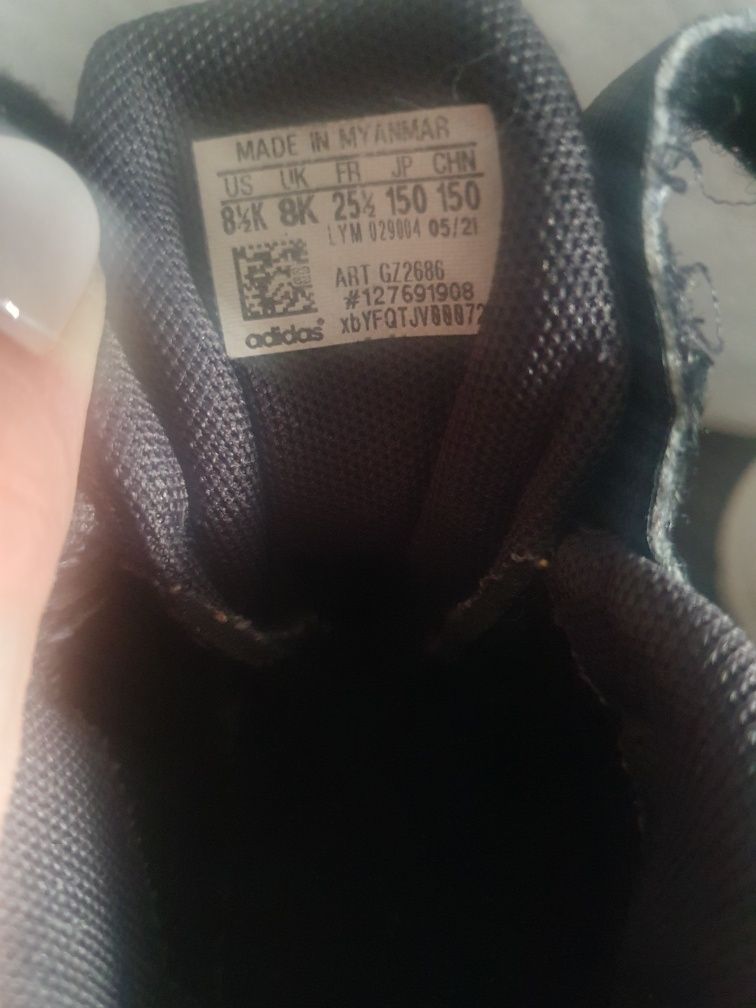 MADE IN MYANMAR
US UK FR JP CHN
8½K 8K 25½ 150 150
LYM 029004 05/21
ART GZ2686
#127691908
adidas® xbYFQTJV00072